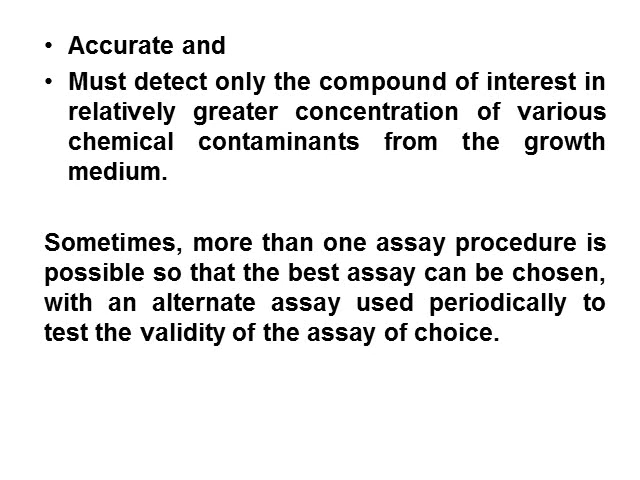 • Accurate and
• Must detect only the compound of interest in
relatively greater concentration of various
chemical contaminants from the growth
medium.
Sometimes, more than one assay procedure is
possible so that the best assay can be chosen,
with an alternate assay used periodically to
test the validity of the assay of choice.